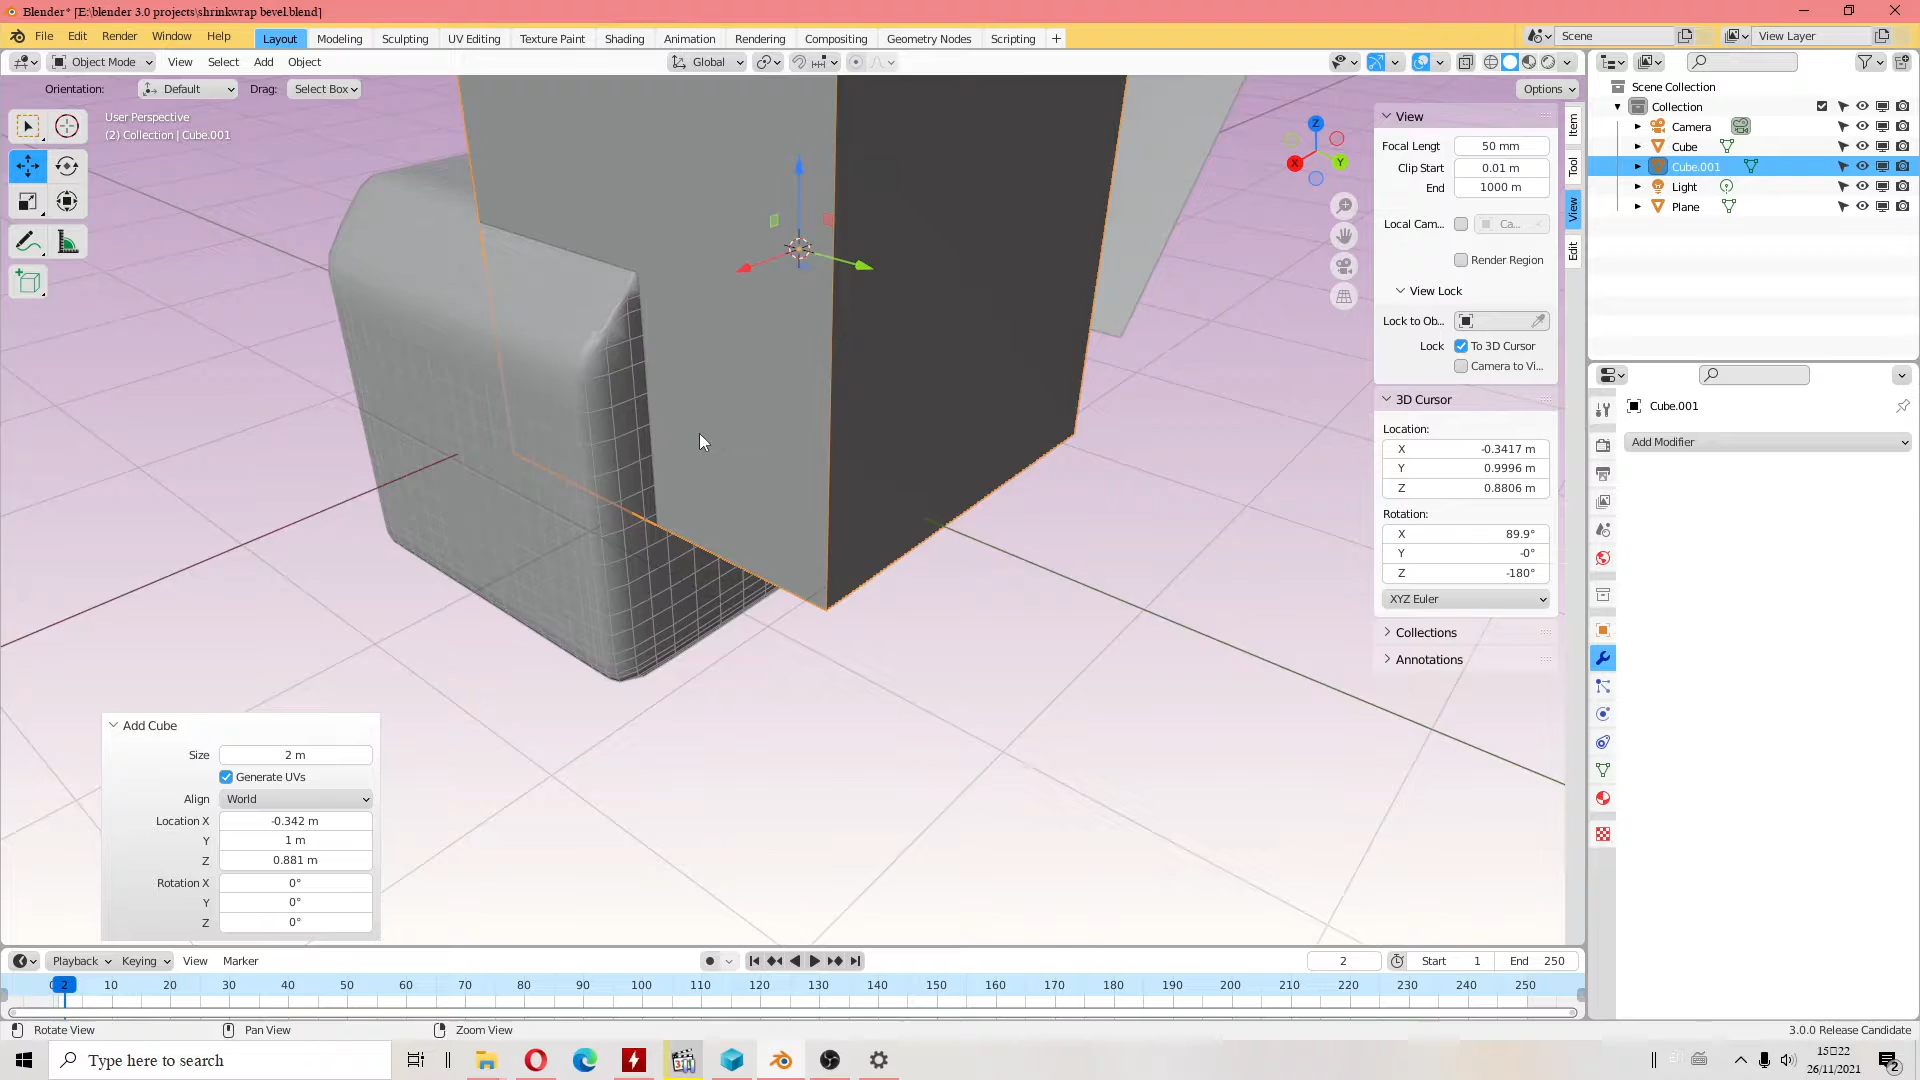 Blender* [E:\blender 3.0 projects\shrinkwrap bevel.blend]
File Edit Render Window Help
Layout Modeling Sculpting UV Editing Texture Paint Shading Animation Rendering Compositing Geometry Nodes Scripting
Scene
View Layer
Object Mode View Select Add Object
Global
Orientation: Default Drag: Select Box
Options
User Perspective
(2) Collection | Cube.001
View
Focal Lengt 50 mm
Clip Start 0.01 m
End 1000 m
Local Cam... Ca...
Render Region
View Lock
Lock to Ob...
Lock To 3D Cursor
Camera to Vi...
3D Cursor
Location:
X -0.3417 m
Y 0.9996 m
Z 0.8806 m
Rotation:
X 89.9°
Y -0°
Z -180°
XYZ Euler
Collections
Annotations
Item
Tool
View
Edit
Z
X
Y
Scene Collection
Collection
Camera
Cube
Cube.001
Light
Plane
Cube.001
Add Modifier
Add Cube
Size 2 m
Generate UVs
Align World
Location X -0.342 m
Y 1 m
Z 0.881 m
Rotation X 0°
Y 0°
Z 0°
Playback Keying View Marker
2
Start 1 End 250
0 2 10 20 30 40 50 60 70 80 90 100 110 120 130 140 150 160 170 180 190 200 210 220 230 240 250
Rotate View Pan View Zoom View
3.0.0 Release Candidate
Type here to search
15:22
26/11/2021
2